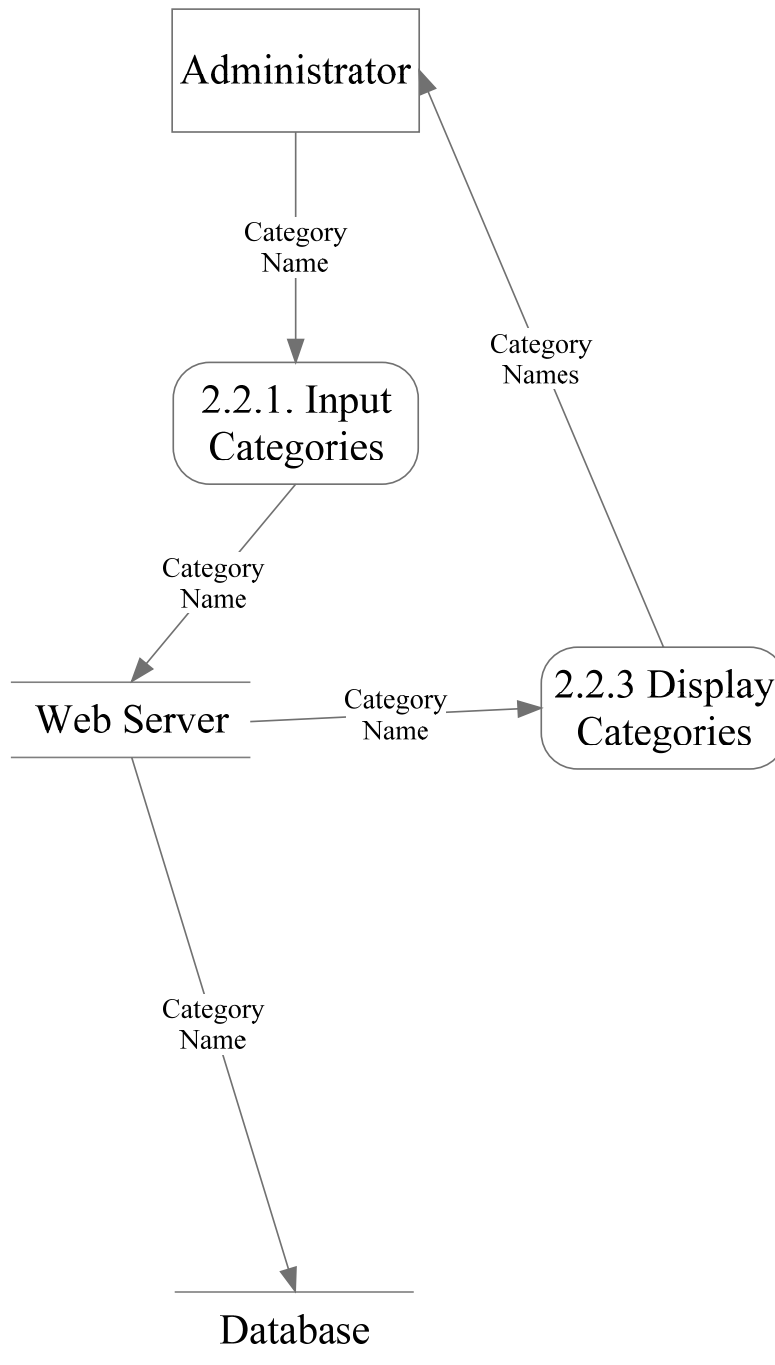 Administrator
Category
Name
Category
Names
2.2.1. Input
Categories
Category
Name
2.2.3 Display
Categories
Web Server
Category
Name
Category
Name
Database